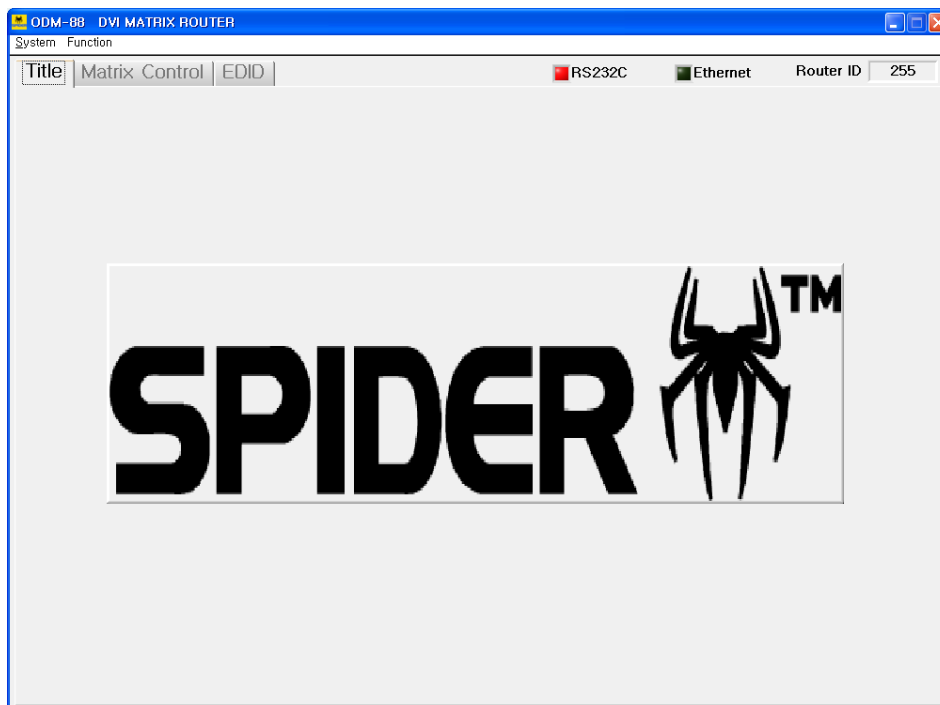 ODM-88 DVI MATRIX ROUTER
System Function
Title Matrix Control EDID RS232C Ethernet Router ID 255
SPIDER TM